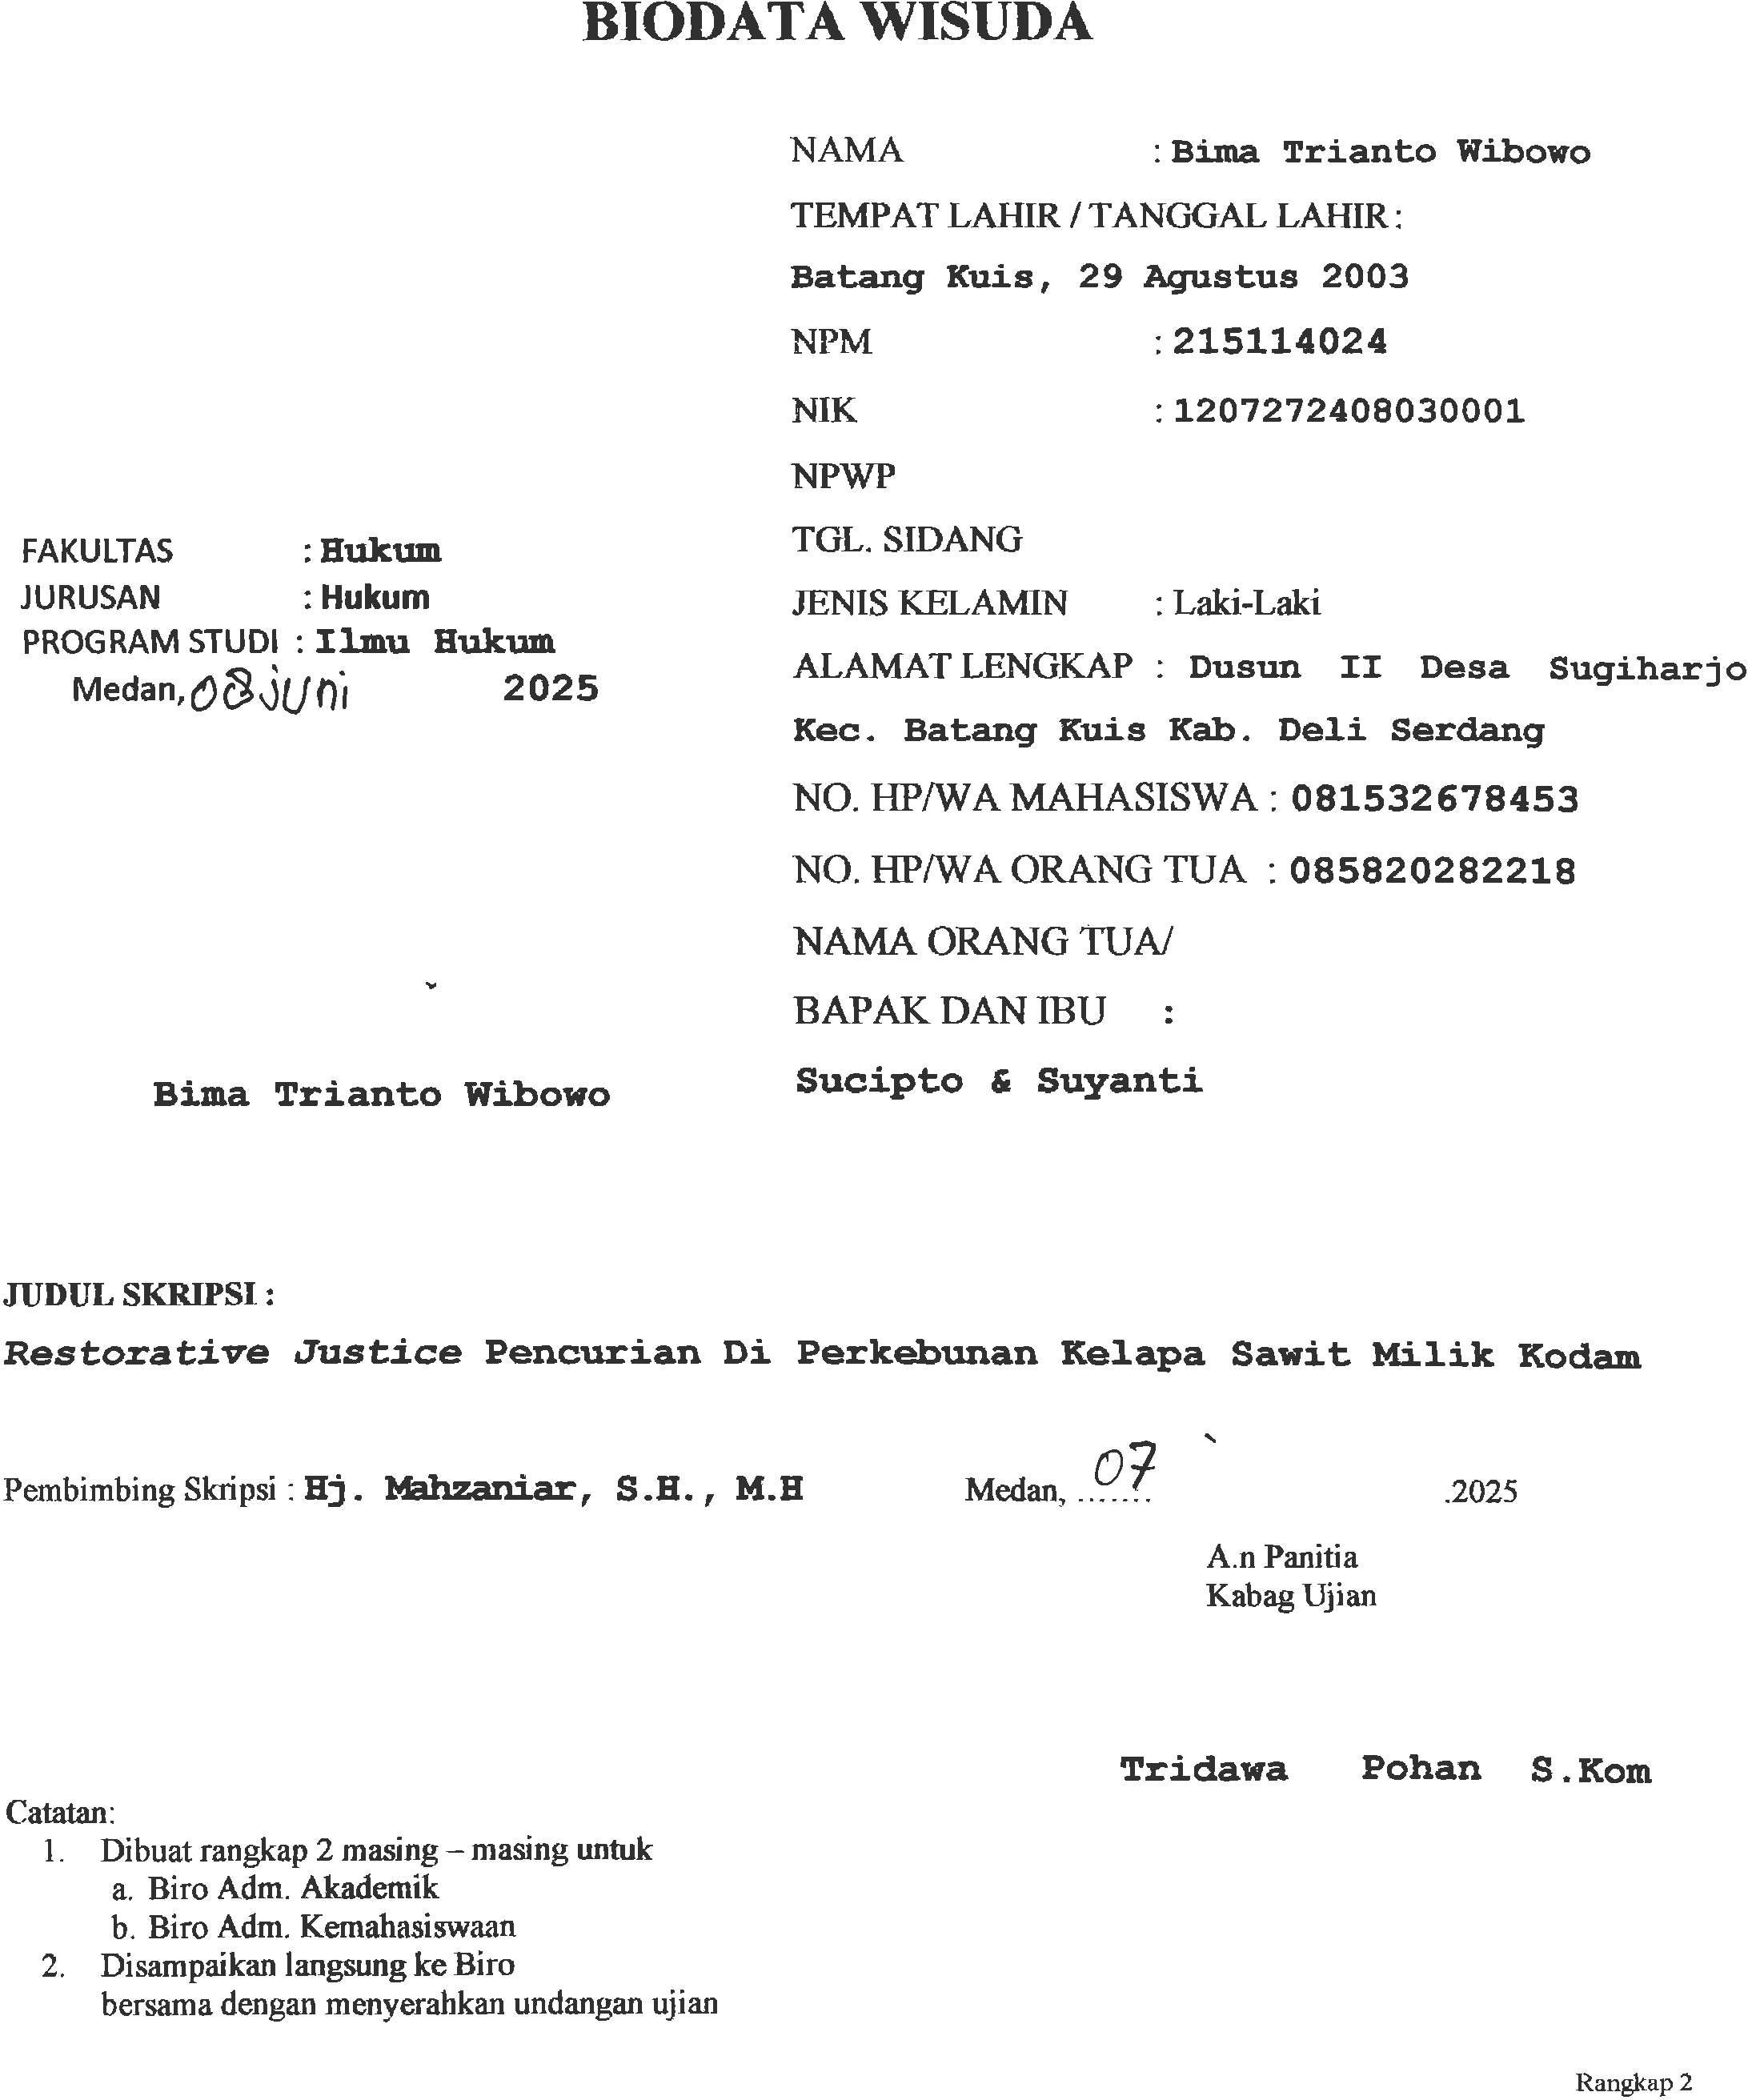 BIODATA WISUDA
NAMA : Bima Trianto Wibowo
TEMPAT LAHIR / TANGGAL LAHIR :
Batang Kuis, 29 Agustus 2003
NPM : 215114024
NIK : 1207272408030001
NPWP
TGL. SIDANG
JENIS KELAMIN : Laki-Laki
ALAMAT LENGKAP : Dusun II Desa Sugiharjo
Kec. Batang Kuis Kab. Deli Serdang
NO. HP/WA MAHASISWA : 081532678453
NO. HP/WA ORANG TUA : 085820282218
NAMA ORANG TUA/
BAPAK DAN IBU :
Sucipto & Suyanti
FAKULTAS : Hukum
JURUSAN : Hukum
PROGRAM STUDI : Ilmu Hukum
Medan, 08 juni 2025
Bima Trianto Wibowo
JUDUL SKRIPSI :
Restorative Justice Pencurian Di Perkebunan Kelapa Sawit Milik Kodam
Pembimbing Skripsi : Hj. Mahzaniar, S.H., M.H
Medan, 07 .2025
A.n Panitia
Kabag Ujian
Tridawa Pohan S.Kom
Catatan:
1. Dibuat rangkap 2 masing – masing untuk
a. Biro Adm. Akademik
b. Biro Adm. Kemahasiswaan
2. Disampaikan langsung ke Biro
bersama dengan menyerahkan undangan ujian
Rangkap 2